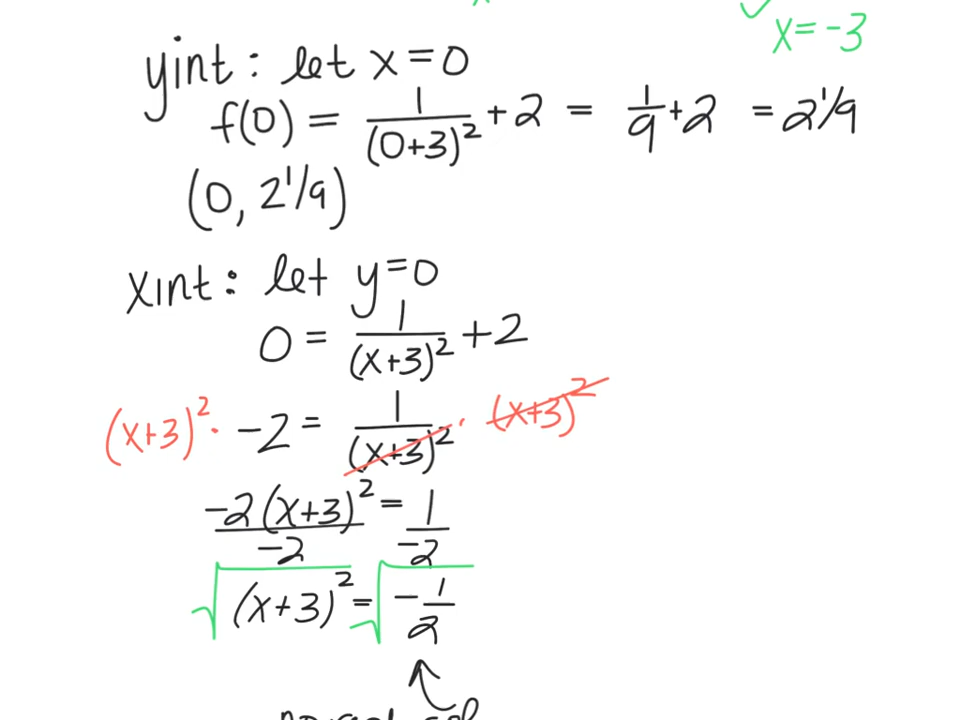 x = -3
yint : let x = 0
f(0) = 1/(0+3)² + 2 = 1/9 + 2 = 2 1/9
(0, 2 1/9)
xint : let y = 0
0 = 1/(x+3)² + 2
(x+3)² · -2 = 1/(x+3)² · (x+3)²
-2(x+3)²/-2 = 1/-2
√(x+3)² = √-1/2